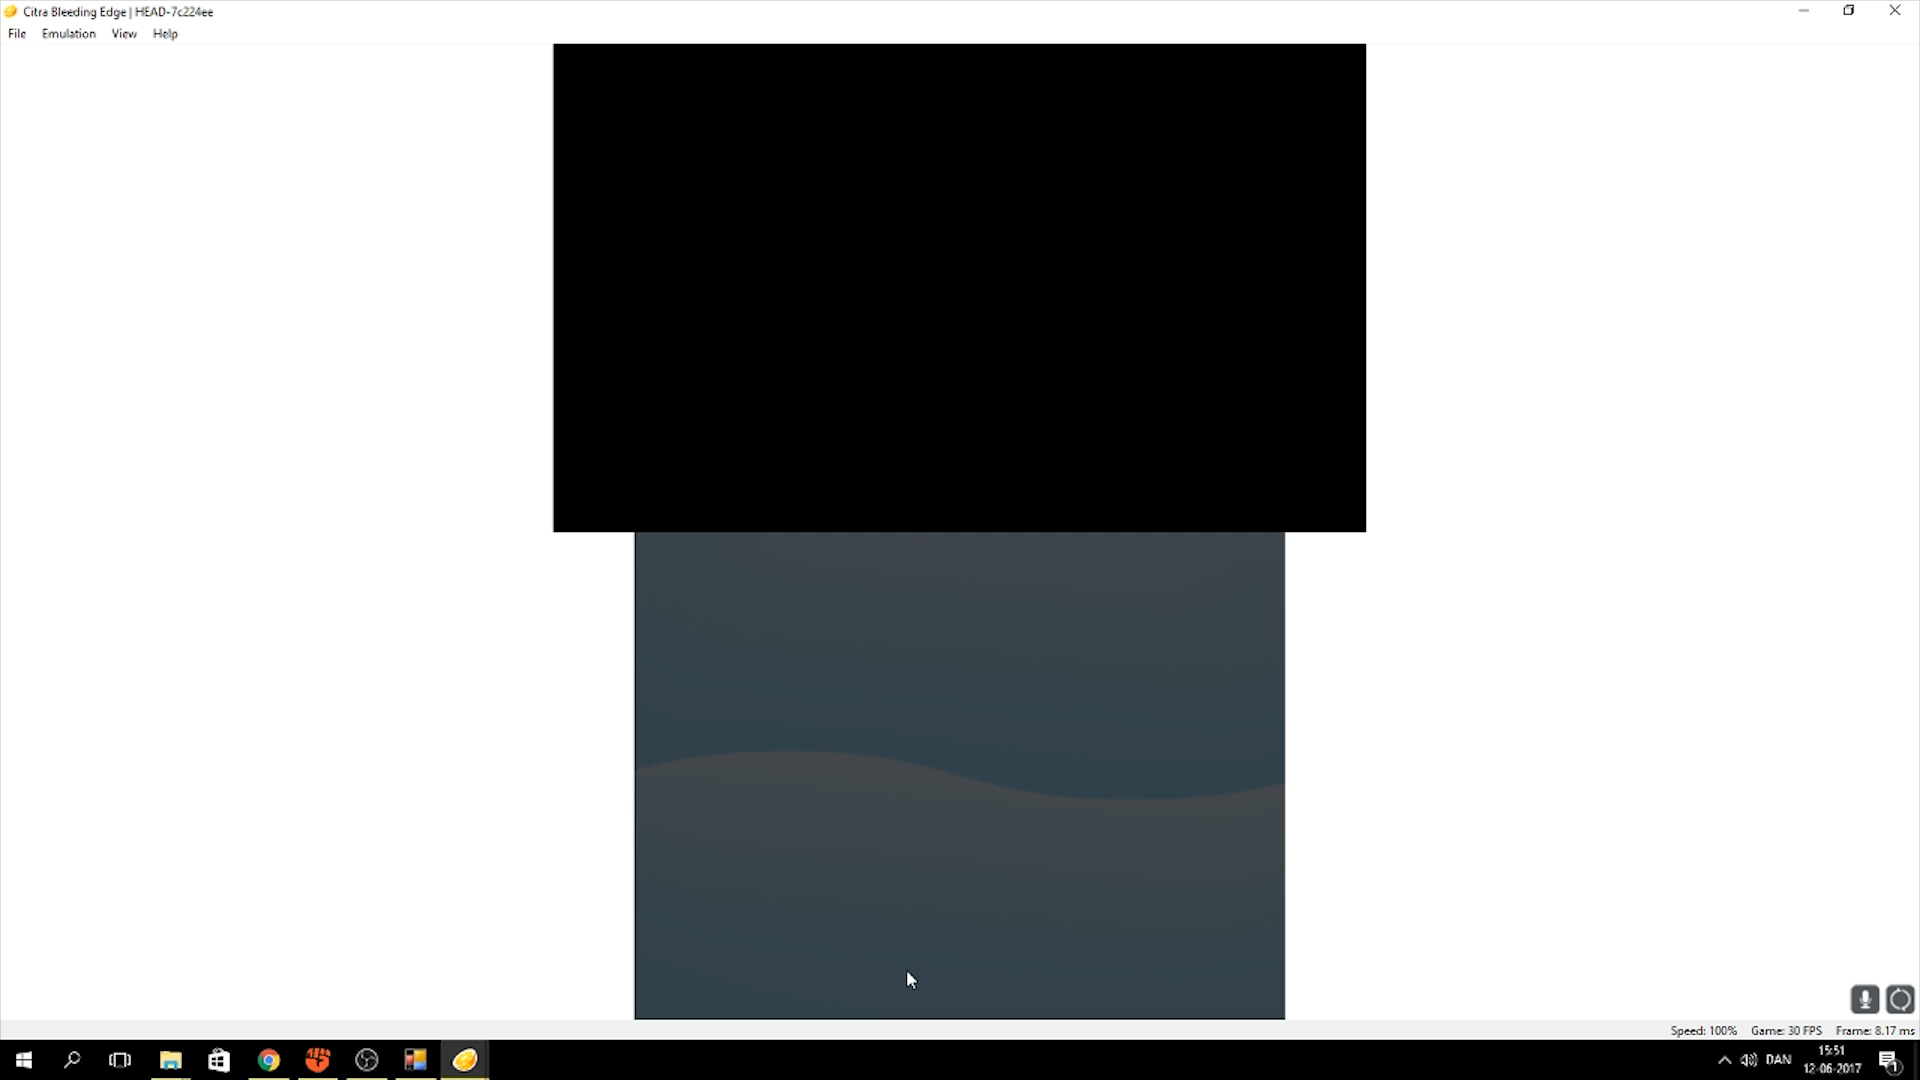 Citra Bleeding Edge | HEAD-7c224ee
File Emulation View Help
Speed: 100% Game: 30 FPS Frame: 8.17 ms
DAN
15:51
12-06-2017
1